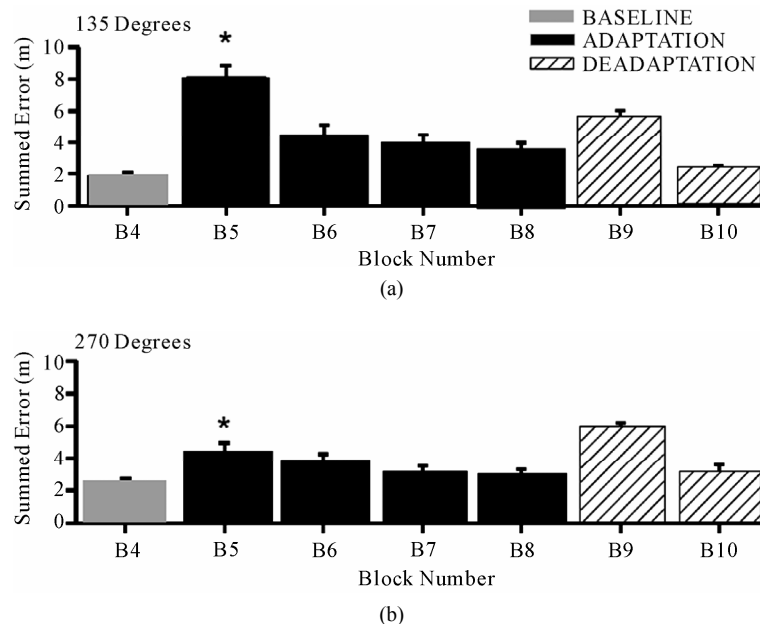 135 Degrees
*
BASELINE
ADAPTATION
DEADAPTATION
Summed Error (m)
10
8
6
4
2
0
B4 B5 B6 B7 B8 B9 B10
Block Number
(a)
270 Degrees
*
Summed Error (m)
10
8
6
4
2
0
B4 B5 B6 B7 B8 B9 B10
Block Number
(b)